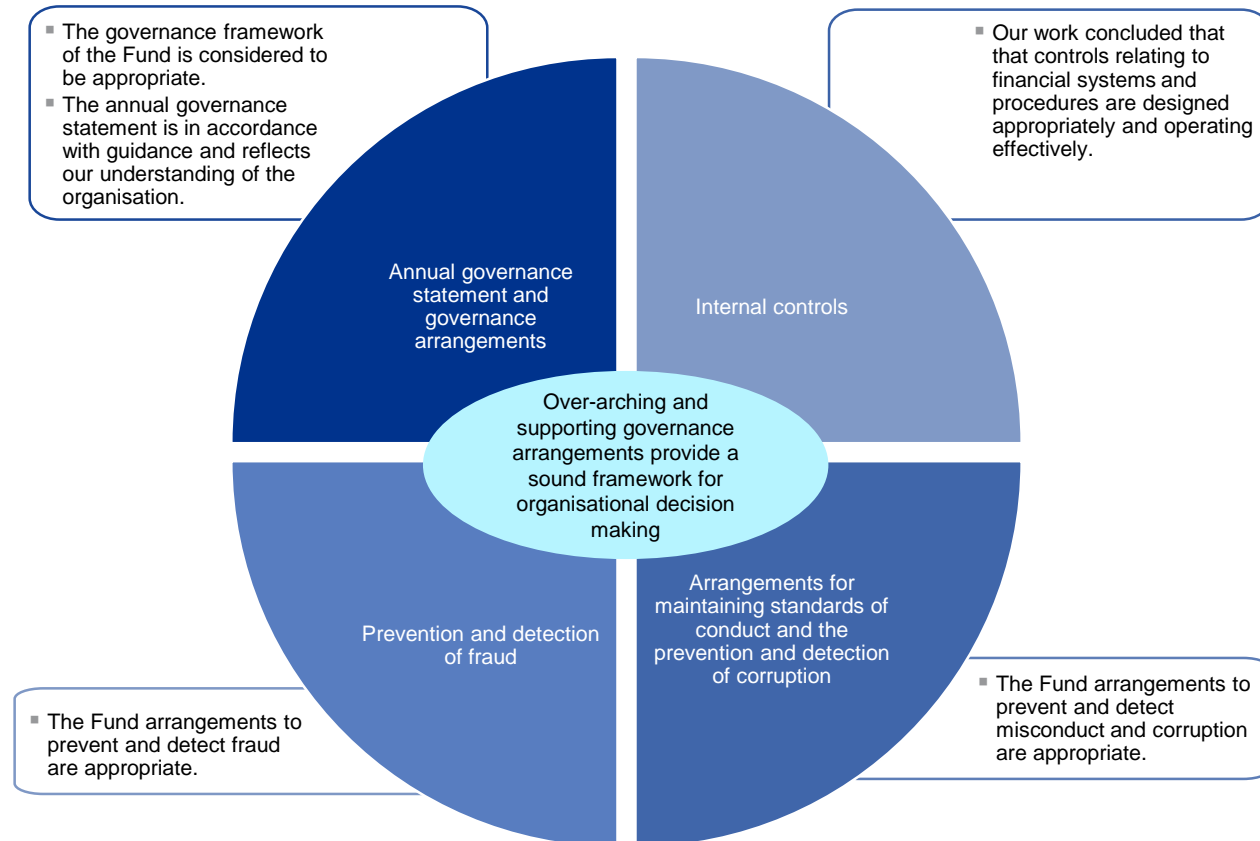 ▪ The governance framework
of the Fund is considered to
be appropriate.
▪ The annual governance
statement is in accordance
with guidance and reflects
our understanding of the
organisation.
▪ Our work concluded that
that controls relating to
financial systems and
procedures are designed
appropriately and operating
effectively.
Annual governance
statement and
governance
arrangements
Internal controls
Over-arching and
supporting governance
arrangements provide a
sound framework for
organisational decision
making
Prevention and detection
of fraud
Arrangements for
maintaining standards of
conduct and the
prevention and detection
of corruption
▪ The Fund arrangements to
prevent and detect fraud
are appropriate.
▪ The Fund arrangements to
prevent and detect
misconduct and corruption
are appropriate.